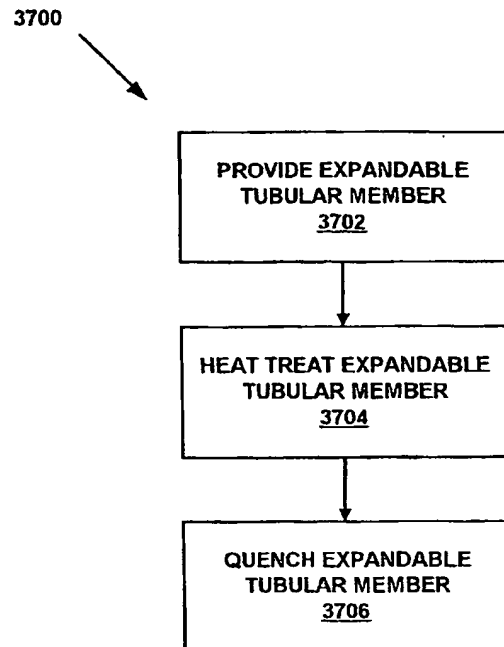 3700
PROVIDE EXPANDABLE
TUBULAR MEMBER
3702
HEAT TREAT EXPANDABLE
TUBULAR MEMBER
3704
QUENCH EXPANDABLE
TUBULAR MEMBER
3706